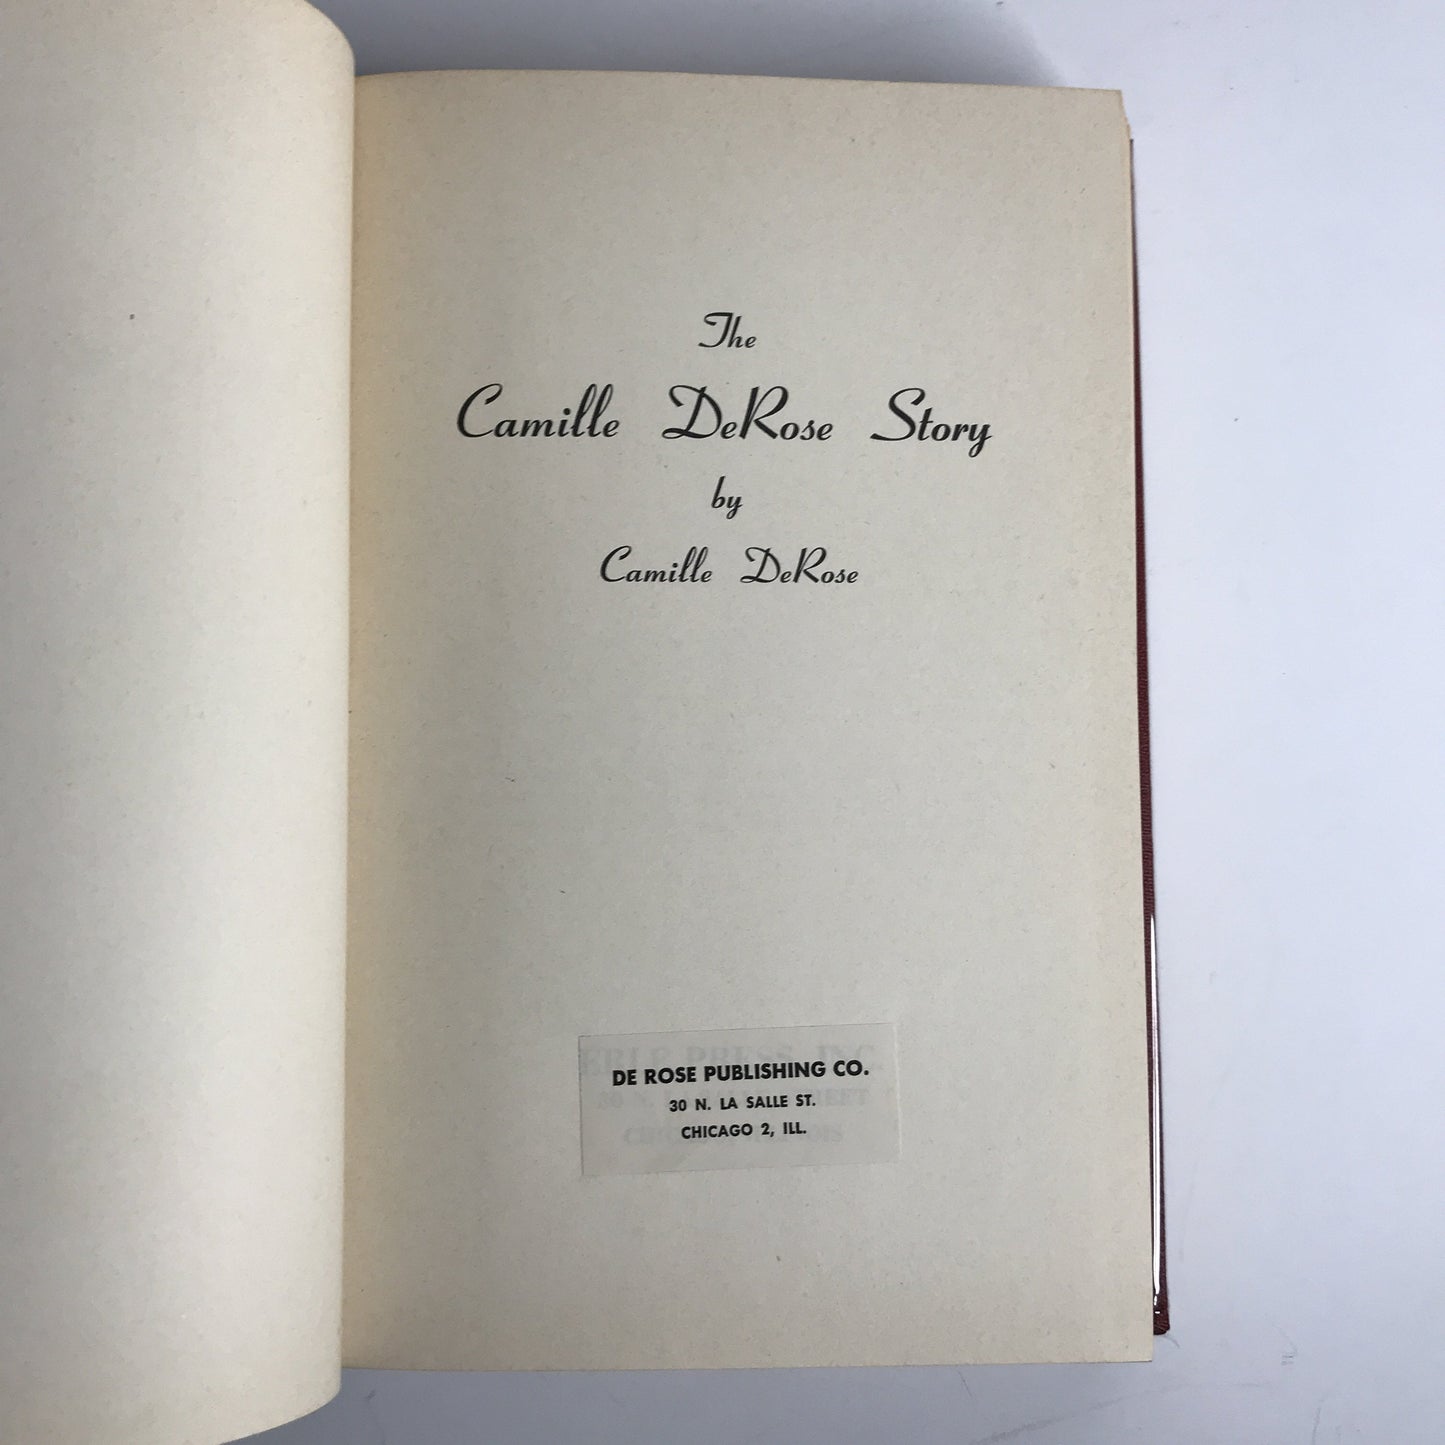 The
Camille DeRose Story
by
Camille DeRose
DE ROSE PUBLISHING CO.
30 N. LA SALLE ST.
CHICAGO 2, ILL.